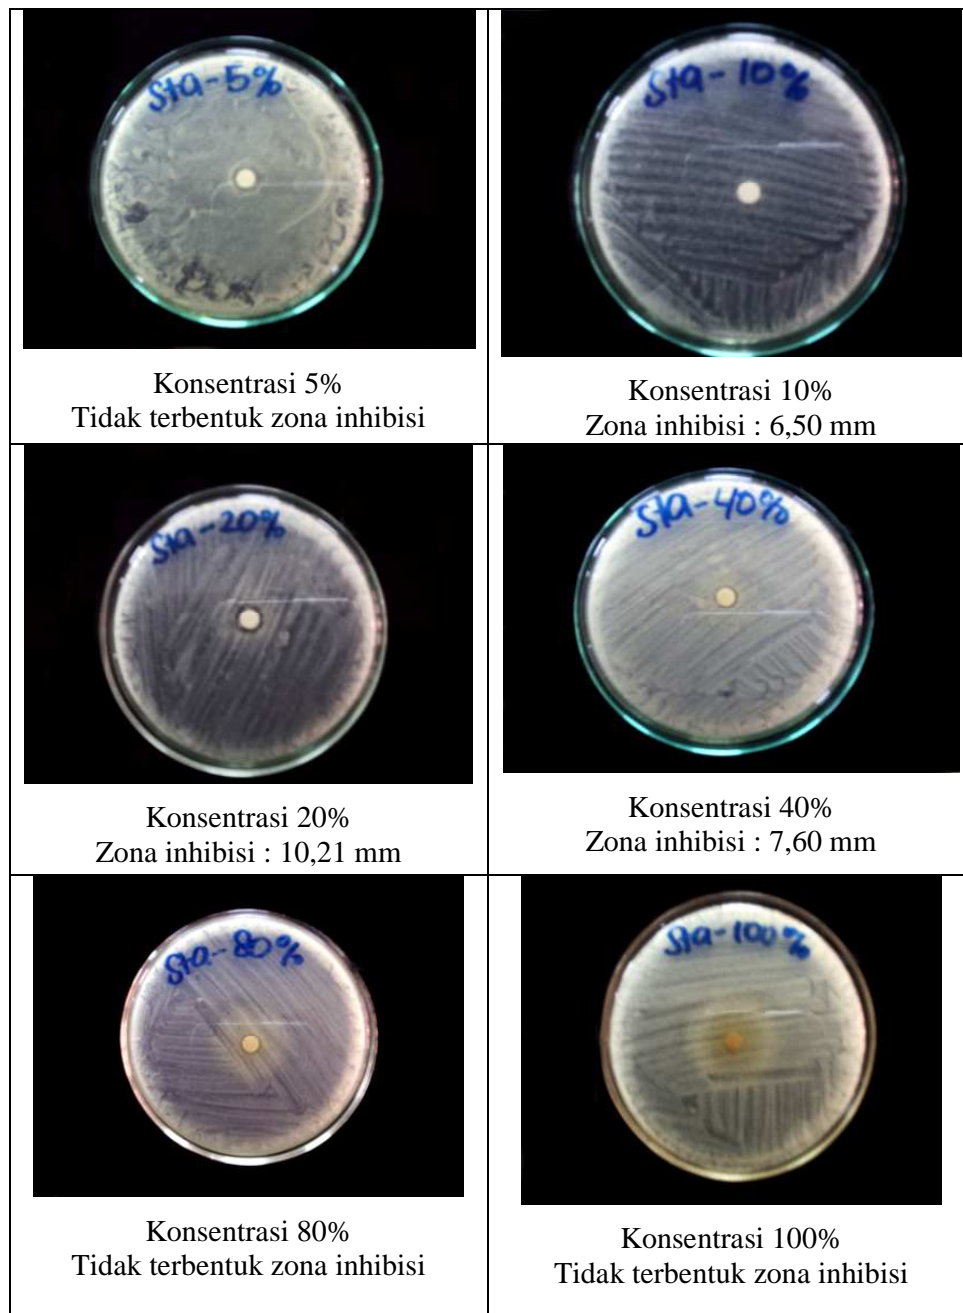 Sta-5%
Sta-10%
Konsentrasi 5%
Tidak terbentuk zona inhibisi
Konsentrasi 10%
Zona inhibisi : 6,50 mm
Sta-20%
Sta-40%
Konsentrasi 20%
Zona inhibisi : 10,21 mm
Konsentrasi 40%
Zona inhibisi : 7,60 mm
Sta-80%
Sta-100%
Konsentrasi 80%
Tidak terbentuk zona inhibisi
Konsentrasi 100%
Tidak terbentuk zona inhibisi